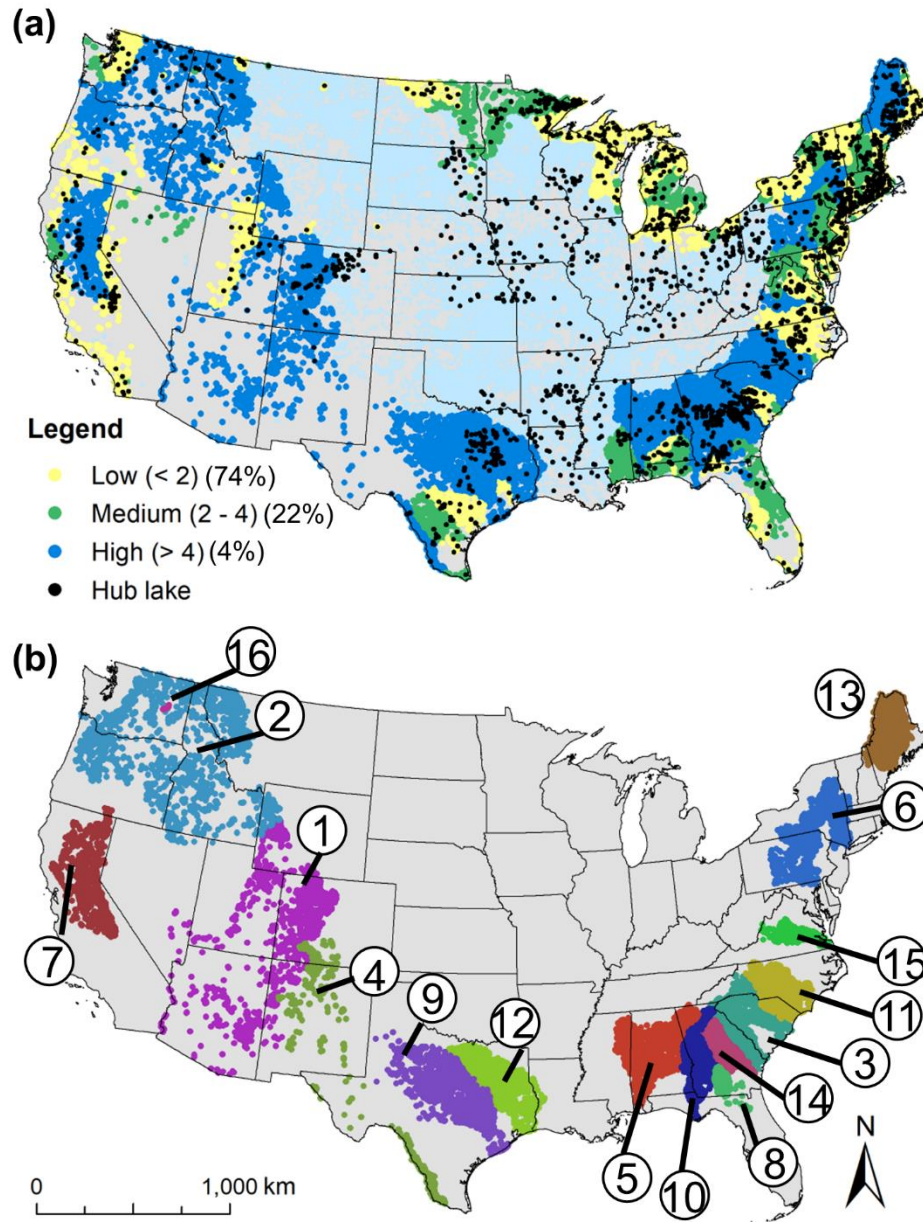 (a)
Legend
Low (< 2) (74%)
Medium (2 - 4) (22%)
High (> 4) (4%)
Hub lake
(b)
16
2
13
1
6
7
4
15
9
12
11
3
14
5
10
8
N
0 1,000 km